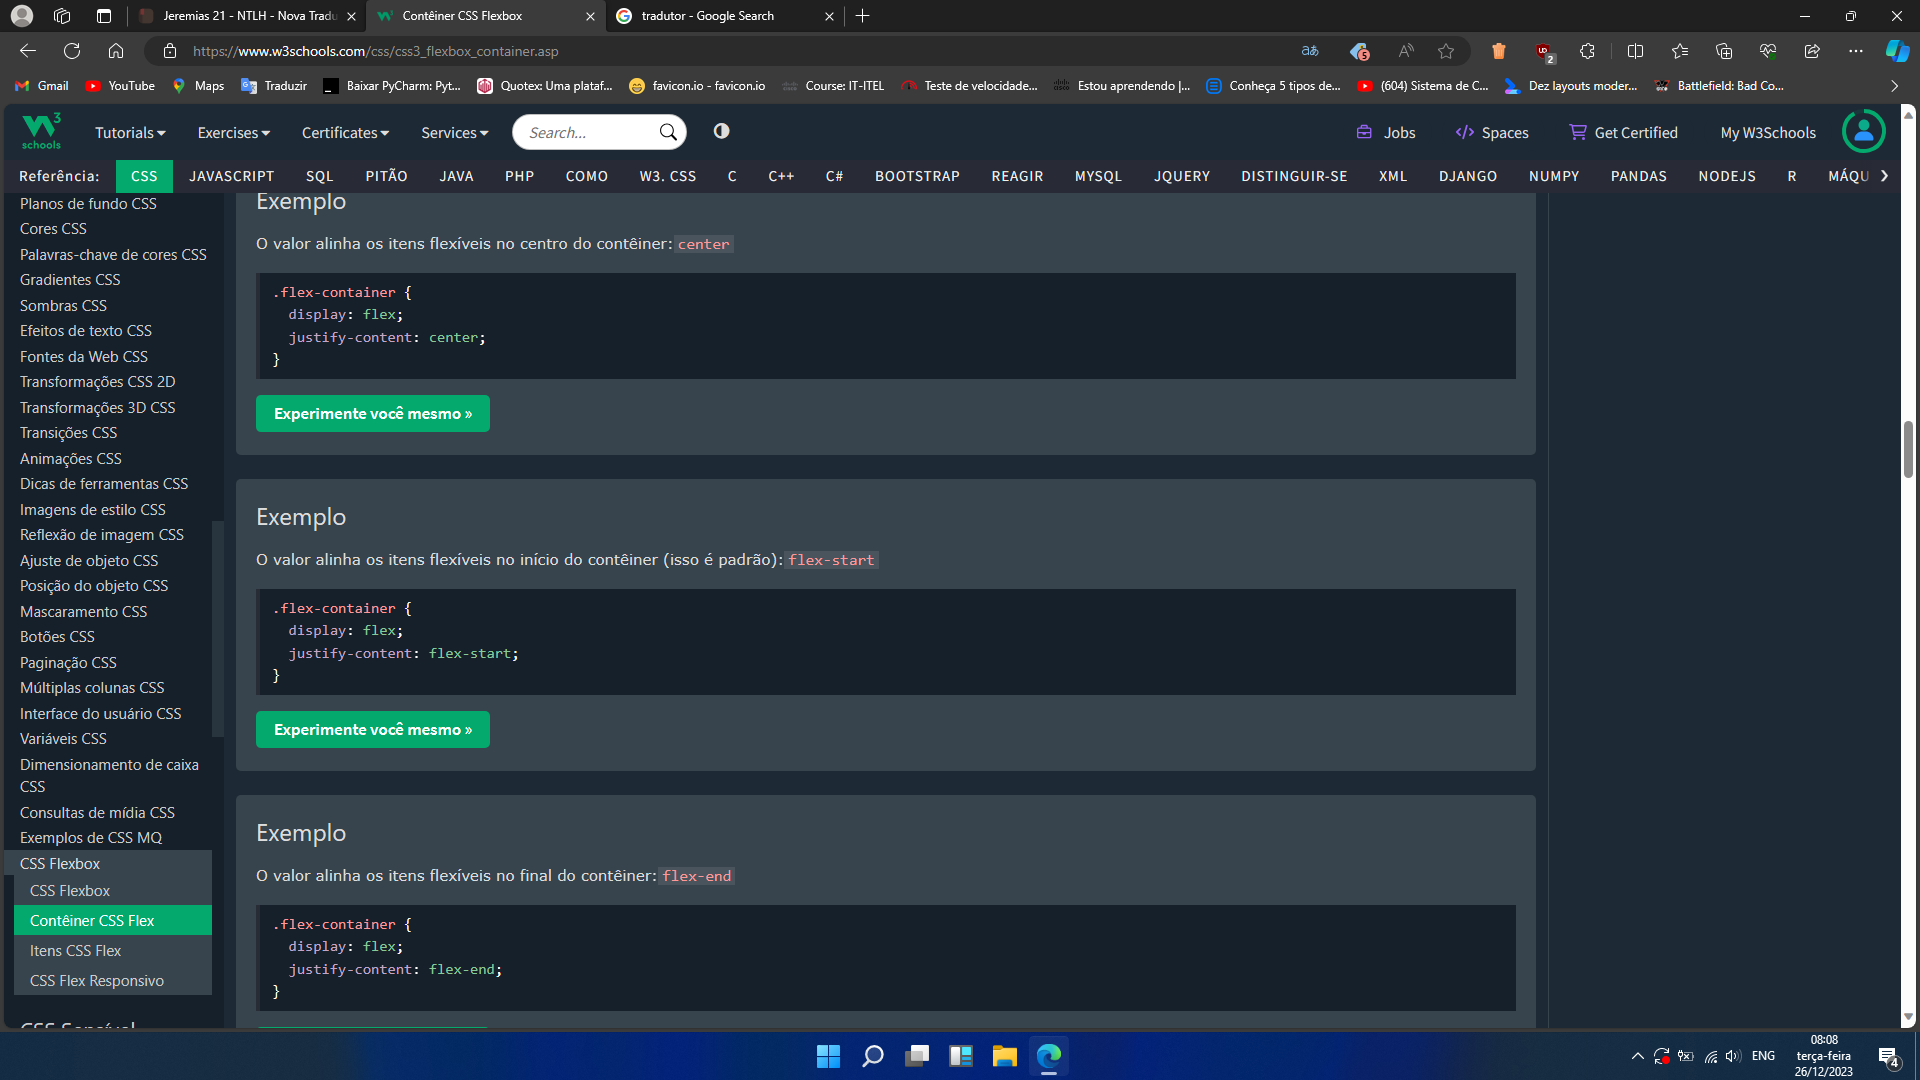 Jeremias 21 - NTLH - Nova Tradu
Contêiner CSS Flexbox
tradutor - Google Search
https://www.w3schools.com/css/css3_flexbox_container.asp
5
2
Gmail
YouTube
Maps
Traduzir
Baixar PyCharm: Pyt...
Quotex: Uma plataf...
favicon.io - favicon.io
Course: IT-ITEL
Teste de velocidade...
Estou aprendendo |...
Conheça 5 tipos de...
(604) Sistema de C...
Dez layouts moder...
Battlefield: Bad Co...
W3 schools
Tutorials
Exercises
Certificates
Services
Search...
Jobs
Spaces
Get Certified
My W3Schools
Referência:
CSS
JAVASCRIPT
SQL
PITÃO
JAVA
PHP
COMO
W3. CSS
C
C++
C#
BOOTSTRAP
REAGIR
MYSQL
JQUERY
DISTINGUIR-SE
XML
DJANGO
NUMPY
PANDAS
NODEJS
R
MÁQU
Planos de fundo CSS
Cores CSS
Palavras-chave de cores CSS
Gradientes CSS
Sombras CSS
Efeitos de texto CSS
Fontes da Web CSS
Transformações CSS 2D
Transformações 3D CSS
Transições CSS
Animações CSS
Dicas de ferramentas CSS
Imagens de estilo CSS
Reflexão de imagem CSS
Ajuste de objeto CSS
Posição do objeto CSS
Mascaramento CSS
Botões CSS
Paginação CSS
Múltiplas colunas CSS
Interface do usuário CSS
Variáveis CSS
Dimensionamento de caixa
CSS
Consultas de mídia CSS
Exemplos de CSS MQ
CSS Flexbox
CSS Flexbox
Contêiner CSS Flex
Itens CSS Flex
CSS Flex Responsivo
CSS Sensível
Exemplo
O valor alinha os itens flexíveis no centro do contêiner: center
.flex-container {
display: flex;
justify-content: center;
}
Experimente você mesmo »
Exemplo
O valor alinha os itens flexíveis no início do contêiner (isso é padrão): flex-start
.flex-container {
display: flex;
justify-content: flex-start;
}
Experimente você mesmo »
Exemplo
O valor alinha os itens flexíveis no final do contêiner: flex-end
.flex-container {
display: flex;
justify-content: flex-end;
}
ENG
08:08
terça-feira
26/12/2023
4